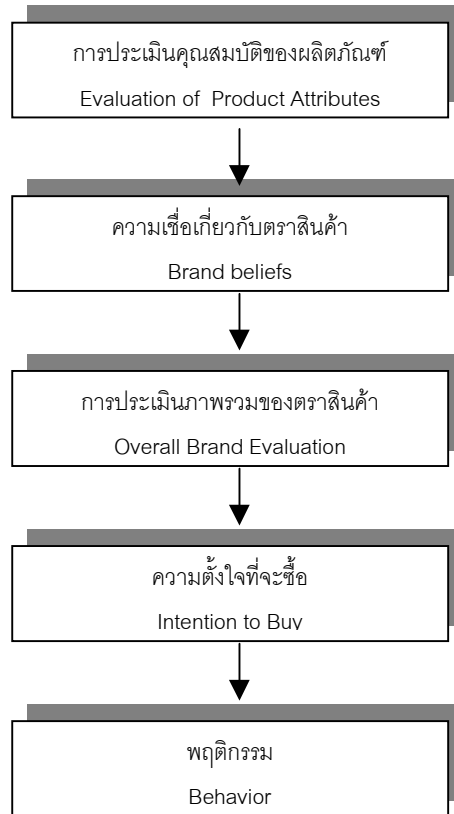 การประเมินคุณสมบัติของผลิตภัณฑ์
Evaluation of Product Attributes
ความเชื่อเกี่ยวกับตราสินค้า
Brand beliefs
การประเมินภาพรวมของตราสินค้า
Overall Brand Evaluation
ความตั้งใจที่จะซื้อ
Intention to Buy
พฤติกรรม
Behavior